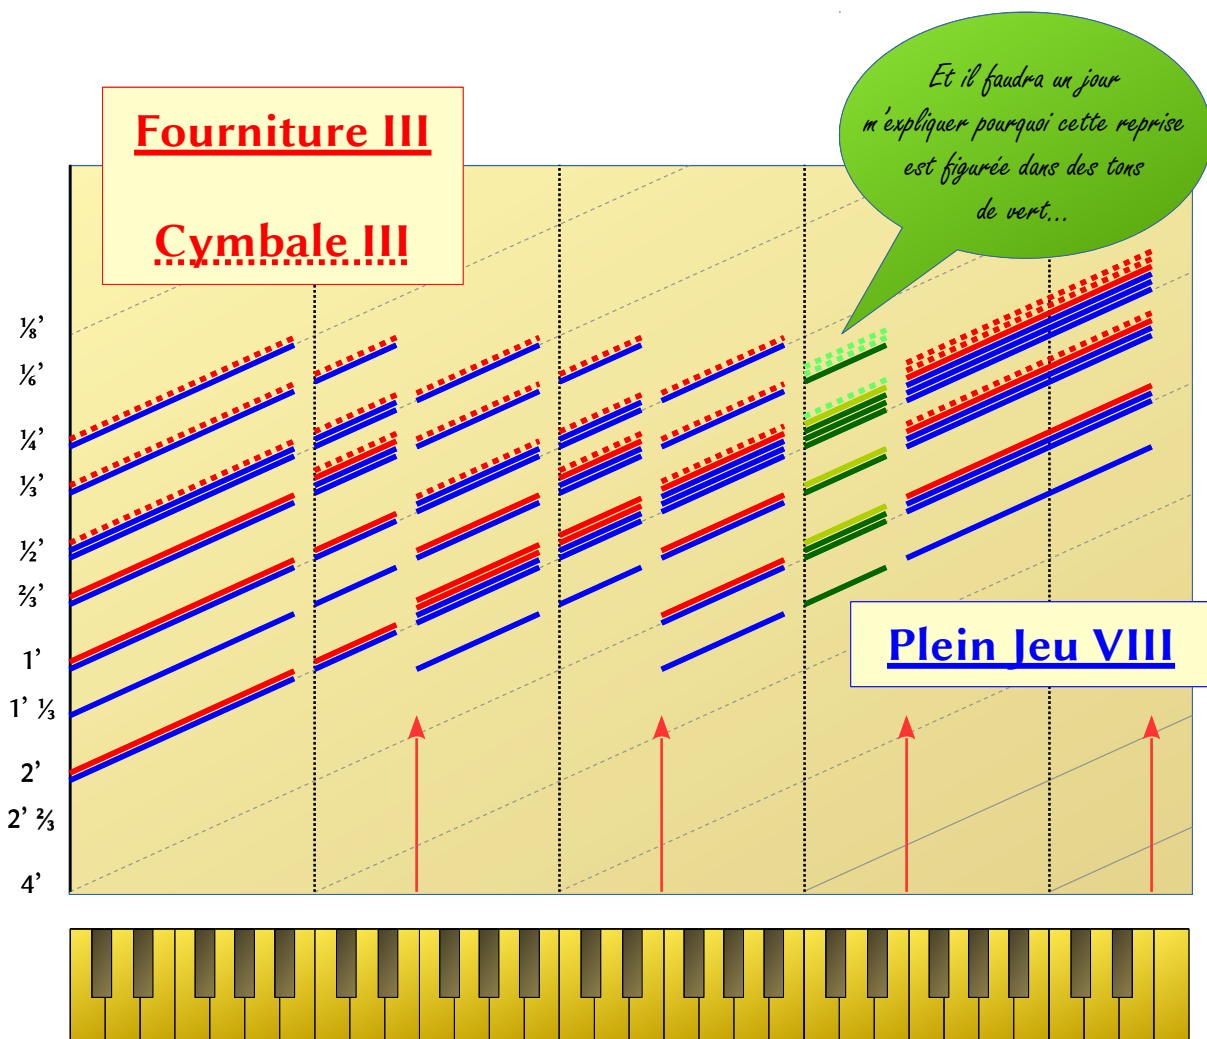 Et il faudra un jour
m'expliquer pourquoi cette reprise
est figurée dans des tons
de vert...
Fourniture III
Cymbale III
⅛'
⅙'
¼'
⅓'
½'
⅔'
1'
1' ⅓
2'
2' ⅔
4'
Plein Jeu VIII